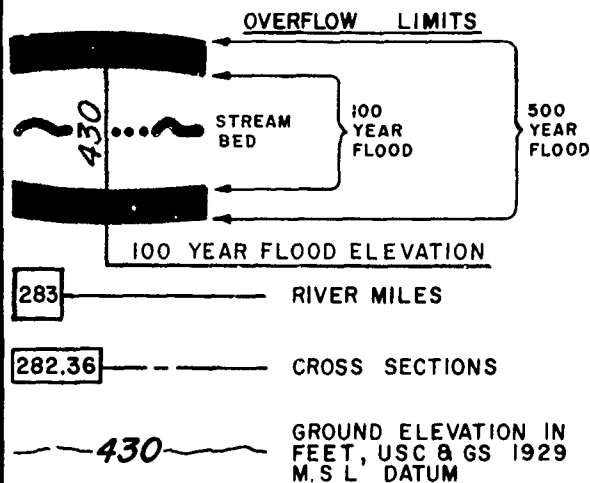 OVERFLOW LIMITS
430
STREAM
BED
100
YEAR
FLOOD
500
YEAR
FLOOD
100 YEAR FLOOD ELEVATION
283
RIVER MILES
282.36
CROSS SECTIONS
430
GROUND ELEVATION IN
FEET, USC & GS 1929
M.S L DATUM